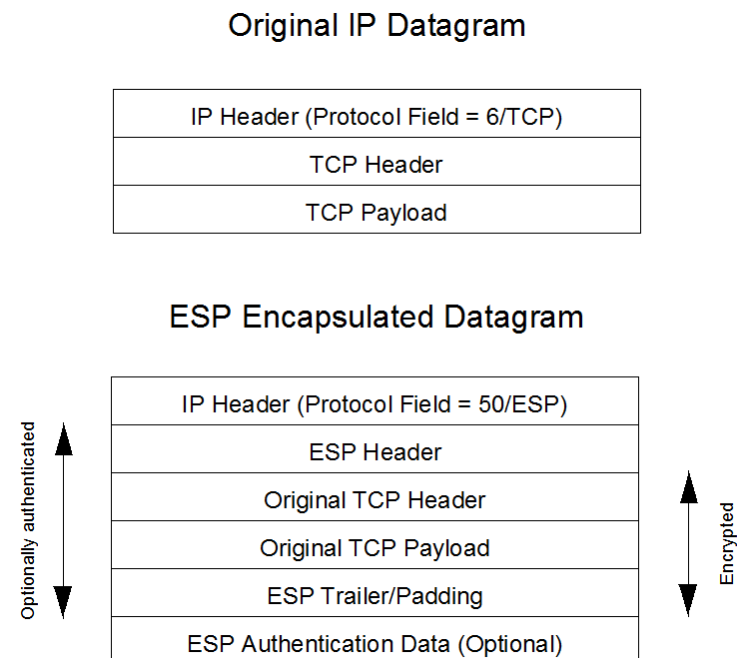 Original IP Datagram
IP Header (Protocol Field = 6/TCP)
TCP Header
TCP Payload
ESP Encapsulated Datagram
IP Header (Protocol Field = 50/ESP)
ESP Header
Original TCP Header
Original TCP Payload
ESP Trailer/Padding
ESP Authentication Data (Optional)
Optionally authenticated
Encrypted